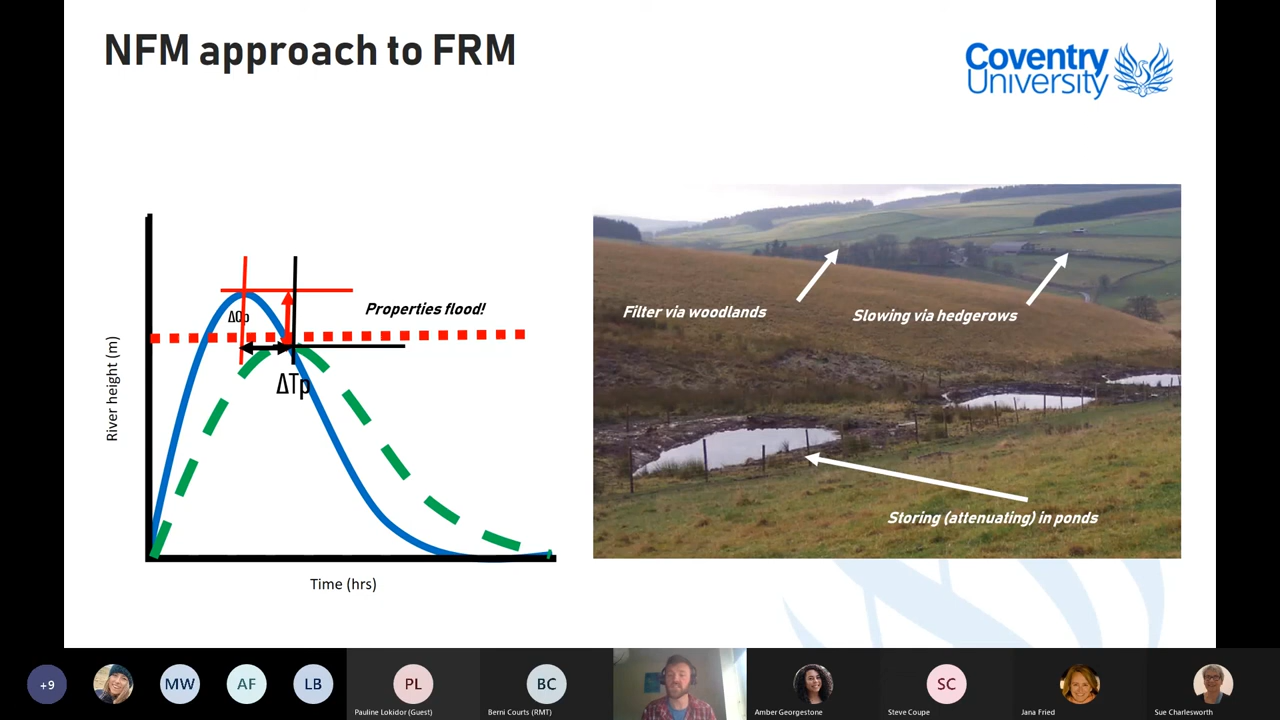 NFM approach to FRM
Coventry
University
Properties flood!
ΔQp
ΔTp
River height (m)
Time (hrs)
Filter via woodlands
Slowing via hedgerows
Storing (attenuating) in ponds
+9
MW
AF
LB
PL
Pauline Lokidor (Guest)
BC
Berni Courts (RMT)
Amber Georgestone
SC
Steve Coupe
Jana Fried
Sue Charlesworth